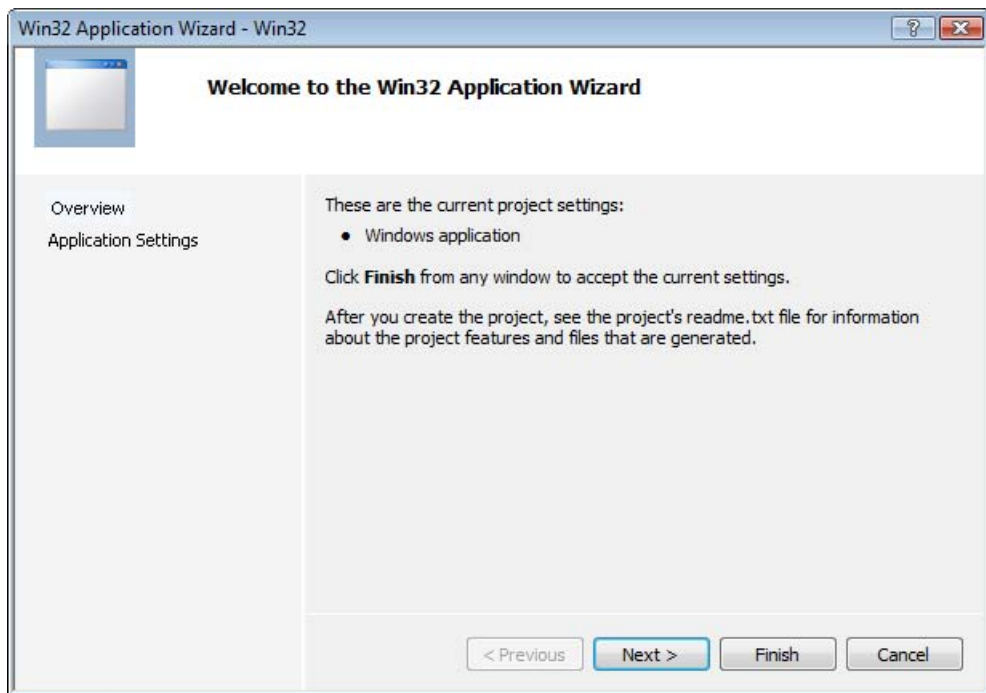 Win32 Application Wizard - Win32
Welcome to the Win32 Application Wizard
Overview
Application Settings
These are the current project settings:
• Windows application
Click Finish from any window to accept the current settings.
After you create the project, see the project's readme.txt file for information
about the project features and files that are generated.
< Previous
Next >
Finish
Cancel